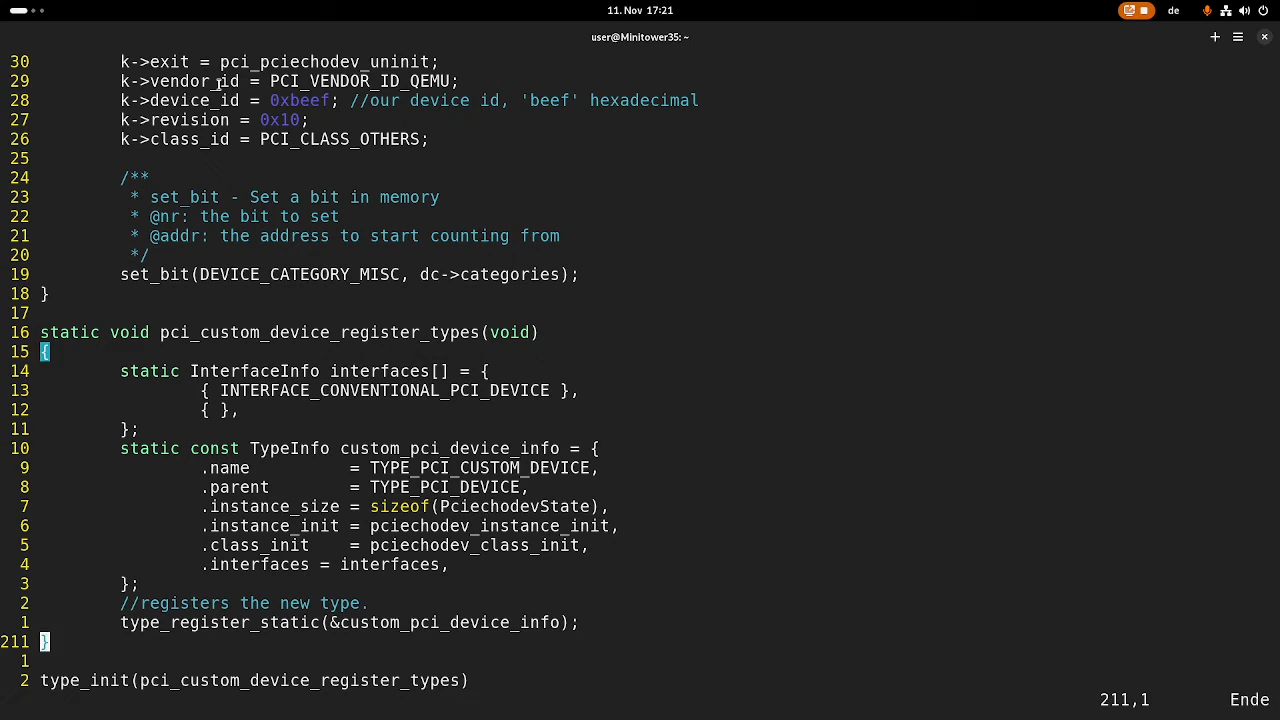 11. Nov 17:21
de
user@Minitower35: ~
30 k->exit = pci_pciechodev_uninit;
29 k->vendor_id = PCI_VENDOR_ID_QEMU;
28 k->device_id = 0xbeef; //our device id, 'beef' hexadecimal
27 k->revision = 0x10;
26 k->class_id = PCI_CLASS_OTHERS;
25
24 /**
23 * set_bit - Set a bit in memory
22 * @nr: the bit to set
21 * @addr: the address to start counting from
20 */
19 set_bit(DEVICE_CATEGORY_MISC, dc->categories);
18 }
17
16 static void pci_custom_device_register_types(void)
15 {
14 static InterfaceInfo interfaces[] = {
13 { INTERFACE_CONVENTIONAL_PCI_DEVICE },
12 { },
11 };
10 static const TypeInfo custom_pci_device_info = {
9 .name = TYPE_PCI_CUSTOM_DEVICE,
8 .parent = TYPE_PCI_DEVICE,
7 .instance_size = sizeof(PciechodevState),
6 .instance_init = pciechodev_instance_init,
5 .class_init = pciechodev_class_init,
4 .interfaces = interfaces,
3 };
2 //registers the new type.
1 type_register_static(&custom_pci_device_info);
211 }
1
2 type_init(pci_custom_device_register_types)
211,1 Ende